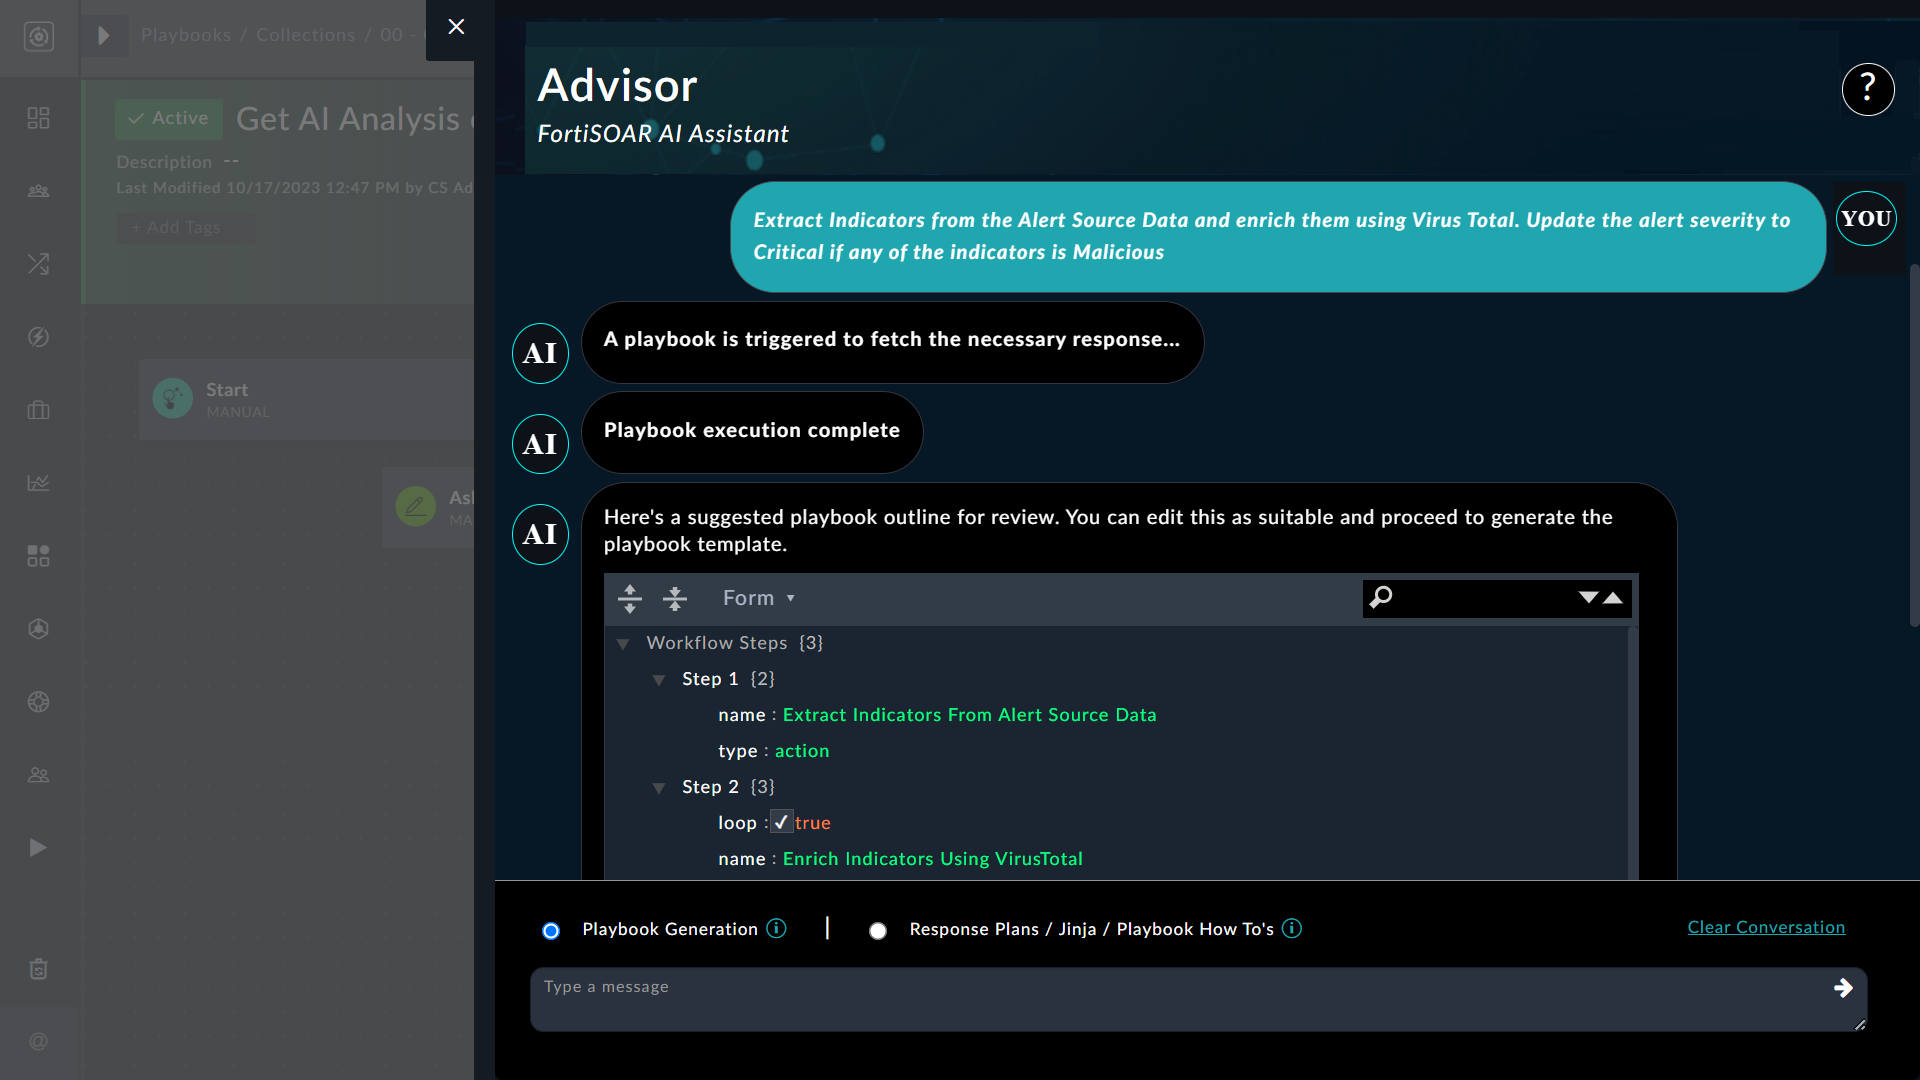 Playbooks / Collections / 00 -
Active
Get AI Analysis
Description --
Last Modified 10/17/2023 12:47 PM by CS Ad
+ Add Tags
Start
MANUAL
As
MA
@
Advisor
FortiSOAR AI Assistant
?
Extract Indicators from the Alert Source Data and enrich them using Virus Total. Update the alert severity to
Critical if any of the indicators is Malicious
YOU
AI
A playbook is triggered to fetch the necessary response...
AI
Playbook execution complete
AI
Here's a suggested playbook outline for review. You can edit this as suitable and proceed to generate the
playbook template.
Form
Workflow Steps {3}
Step 1 {2}
name : Extract Indicators From Alert Source Data
type : action
Step 2 {3}
loop : true
name : Enrich Indicators Using VirusTotal
Playbook Generation i | Response Plans / Jinja / Playbook How To's i
Clear Conversation
Type a message